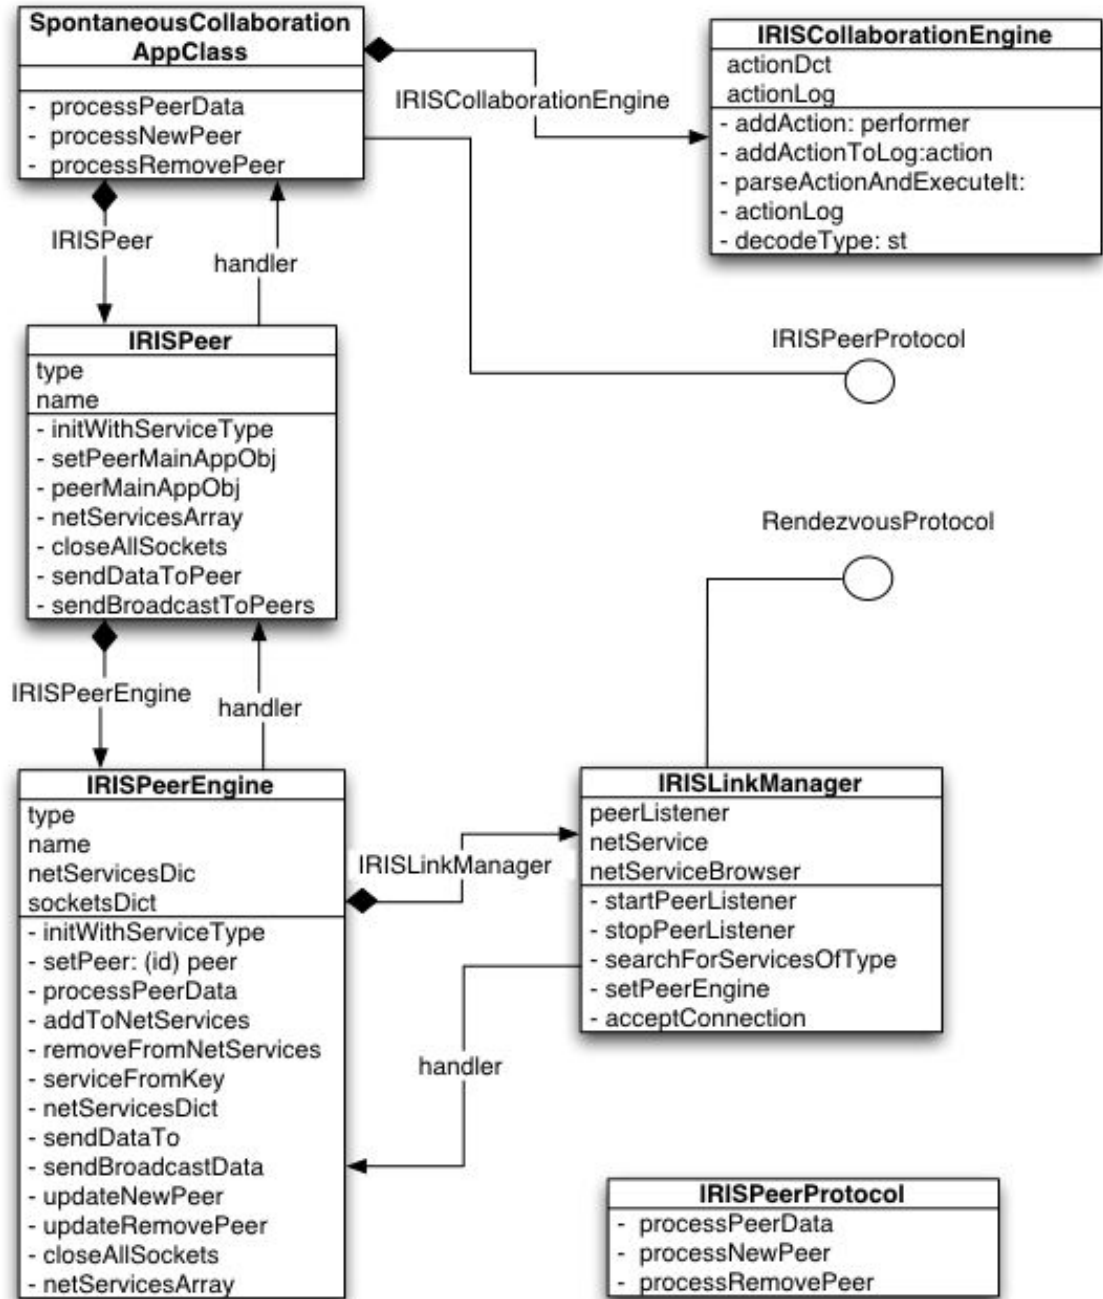 SpontaneousCollaboration
AppClass
- processPeerData
- processNewPeer
- processRemovePeer
IRISCollaborationEngine
IRISCollaborationEngine
actionDct
actionLog
- addAction: performer
- addActionToLog:action
- parseActionAndExecuteIt:
- actionLog
- decodeType: st
IRISPeer
handler
IRISPeerProtocol
IRISPeer
type
name
- initWithServiceType
- setPeerMainAppObj
- peerMainAppObj
- netServicesArray
- closeAllSockets
- sendDataToPeer
- sendBroadcastToPeers
RendezvousProtocol
IRISPeerEngine
handler
IRISPeerEngine
type
name
netServicesDic
socketsDict
- initWithServiceType
- setPeer: (id) peer
- processPeerData
- addToNetServices
- removeFromNetServices
- serviceFromKey
- netServicesDict
- sendDataTo
- sendBroadcastData
- updateNewPeer
- updateRemovePeer
- closeAllSockets
- netServicesArray
IRISLinkManager
IRISLinkManager
peerListener
netService
netServiceBrowser
- startPeerListener
- stopPeerListener
- searchForServicesOfType
- setPeerEngine
- acceptConnection
handler
IRISPeerProtocol
- processPeerData
- processNewPeer
- processRemovePeer